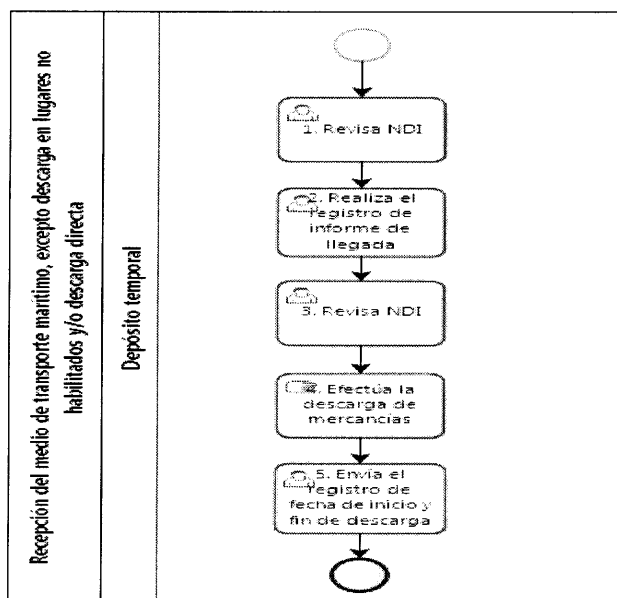 Recepción del medio de transporte marítimo, excepto descarga en lugares no
habilitados y/o descarga directa
Depósito temporal
1. Revisa NDI
2. Realiza el
registro de
informe de
llegada
3. Revisa NDI
4. Efectúa la
descarga de
mercancías
5. Envía el
registro de
fecha de inicio y
fin de descarga